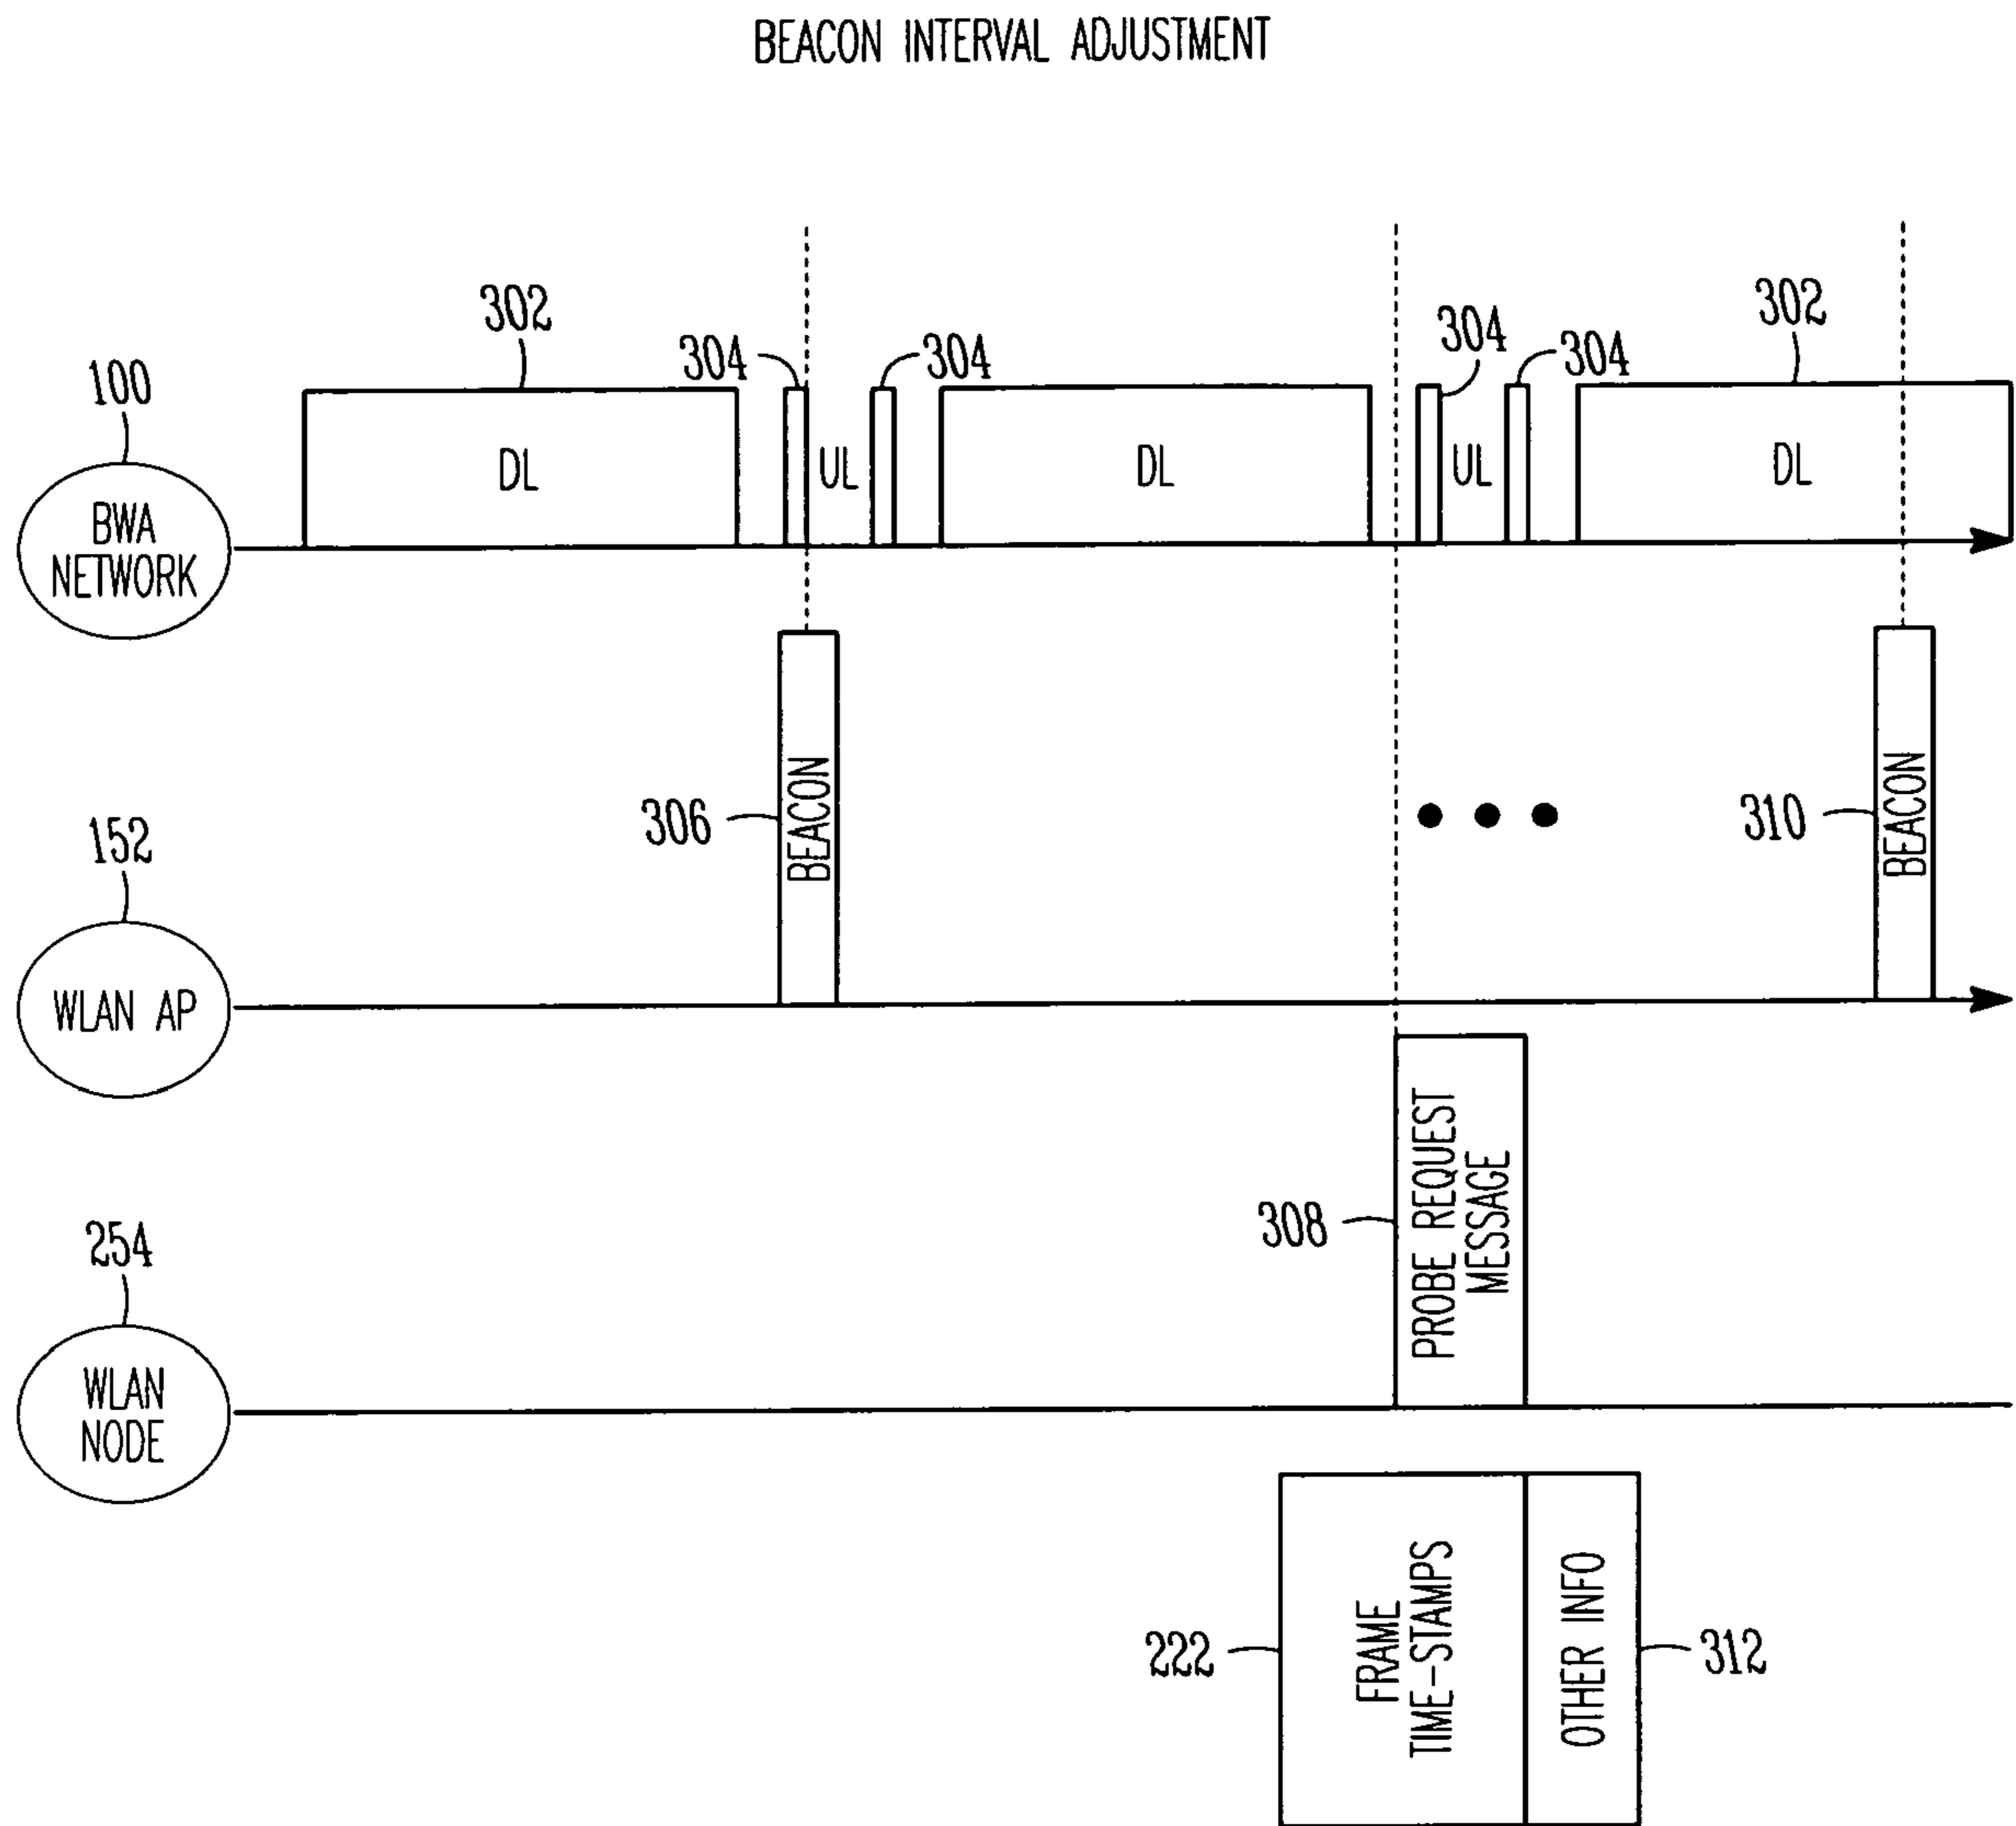 BEACON INTERVAL ADJUSTMENT
302
304
304
304
304
302
100
DL
UL
DL
UL
DL
BWA
NETWORK
306
BEACON
310
BEACON
152
WLAN AP
308
PROBE REQUEST
MESSAGE
254
WLAN
NODE
222
FRAME
TIME-STAMPS
OTHER INFO
312